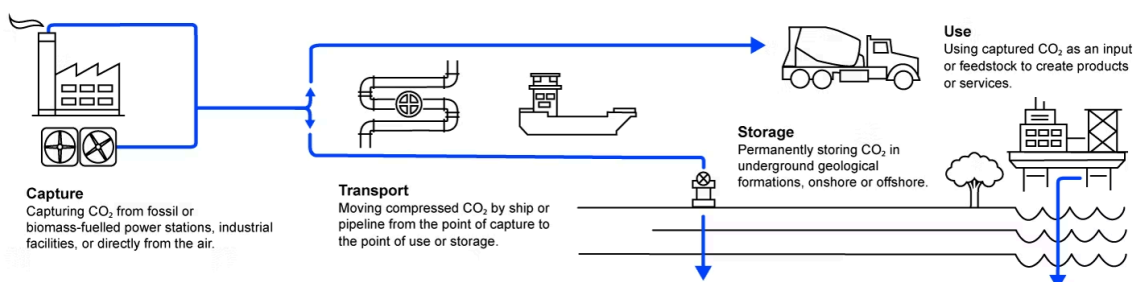 Capture
Capturing CO₂ from fossil or
biomass-fuelled power stations, industrial
facilities, or directly from the air.
Transport
Moving compressed CO₂ by ship or
pipeline from the point of capture to
the point of use or storage.
Use
Using captured CO₂ as an input
or feedstock to create products
or services.
Storage
Permanently storing CO₂ in
underground geological
formations, onshore or offshore.